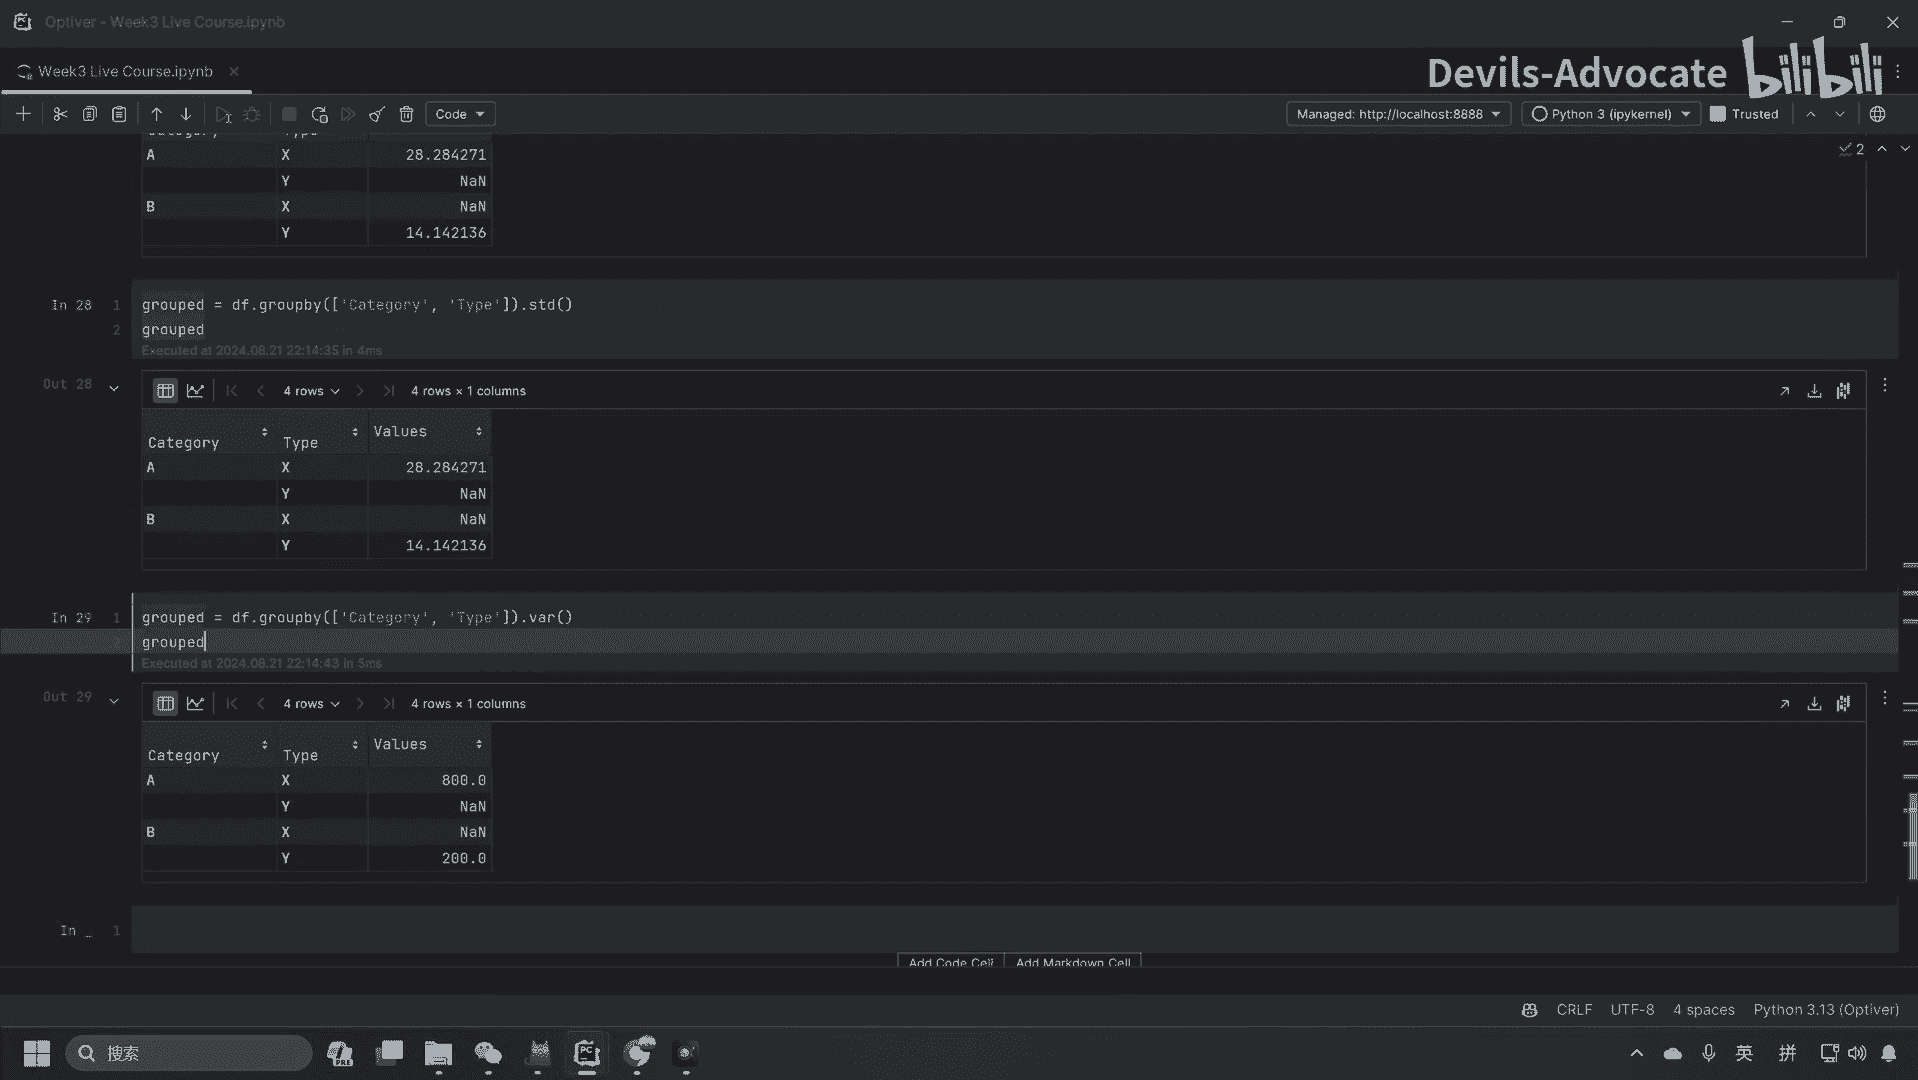 Optiver - Week3 Live Course.ipynb
Week3 Live Course.ipynb
Devils-Advocate bilibili
Code
Managed: http://localhost:8888
Python 3 (ipykernel)
Trusted
2
Category Type
A X 28.284271
Y NaN
B X NaN
Y 14.142136
In 28
1 grouped = df.groupby(['Category', 'Type']).std()
2 grouped
Executed at 2024.08.21 22:14:35 in 4ms
Out 28
4 rows
4 rows × 1 columns
Category Type Values
A X 28.284271
Y NaN
B X NaN
Y 14.142136
In 29
1 grouped = df.groupby(['Category', 'Type']).var()
2 grouped
Executed at 2024.08.21 22:14:43 in 5ms
Out 29
4 rows
4 rows × 1 columns
Category Type Values
A X 800.0
Y NaN
B X NaN
Y 200.0
In _ 1
Add Code Cell Add Markdown Cell
CRLF UTF-8 4 spaces Python 3.13 (Optiver)
搜索
PRE
PC
英 拼